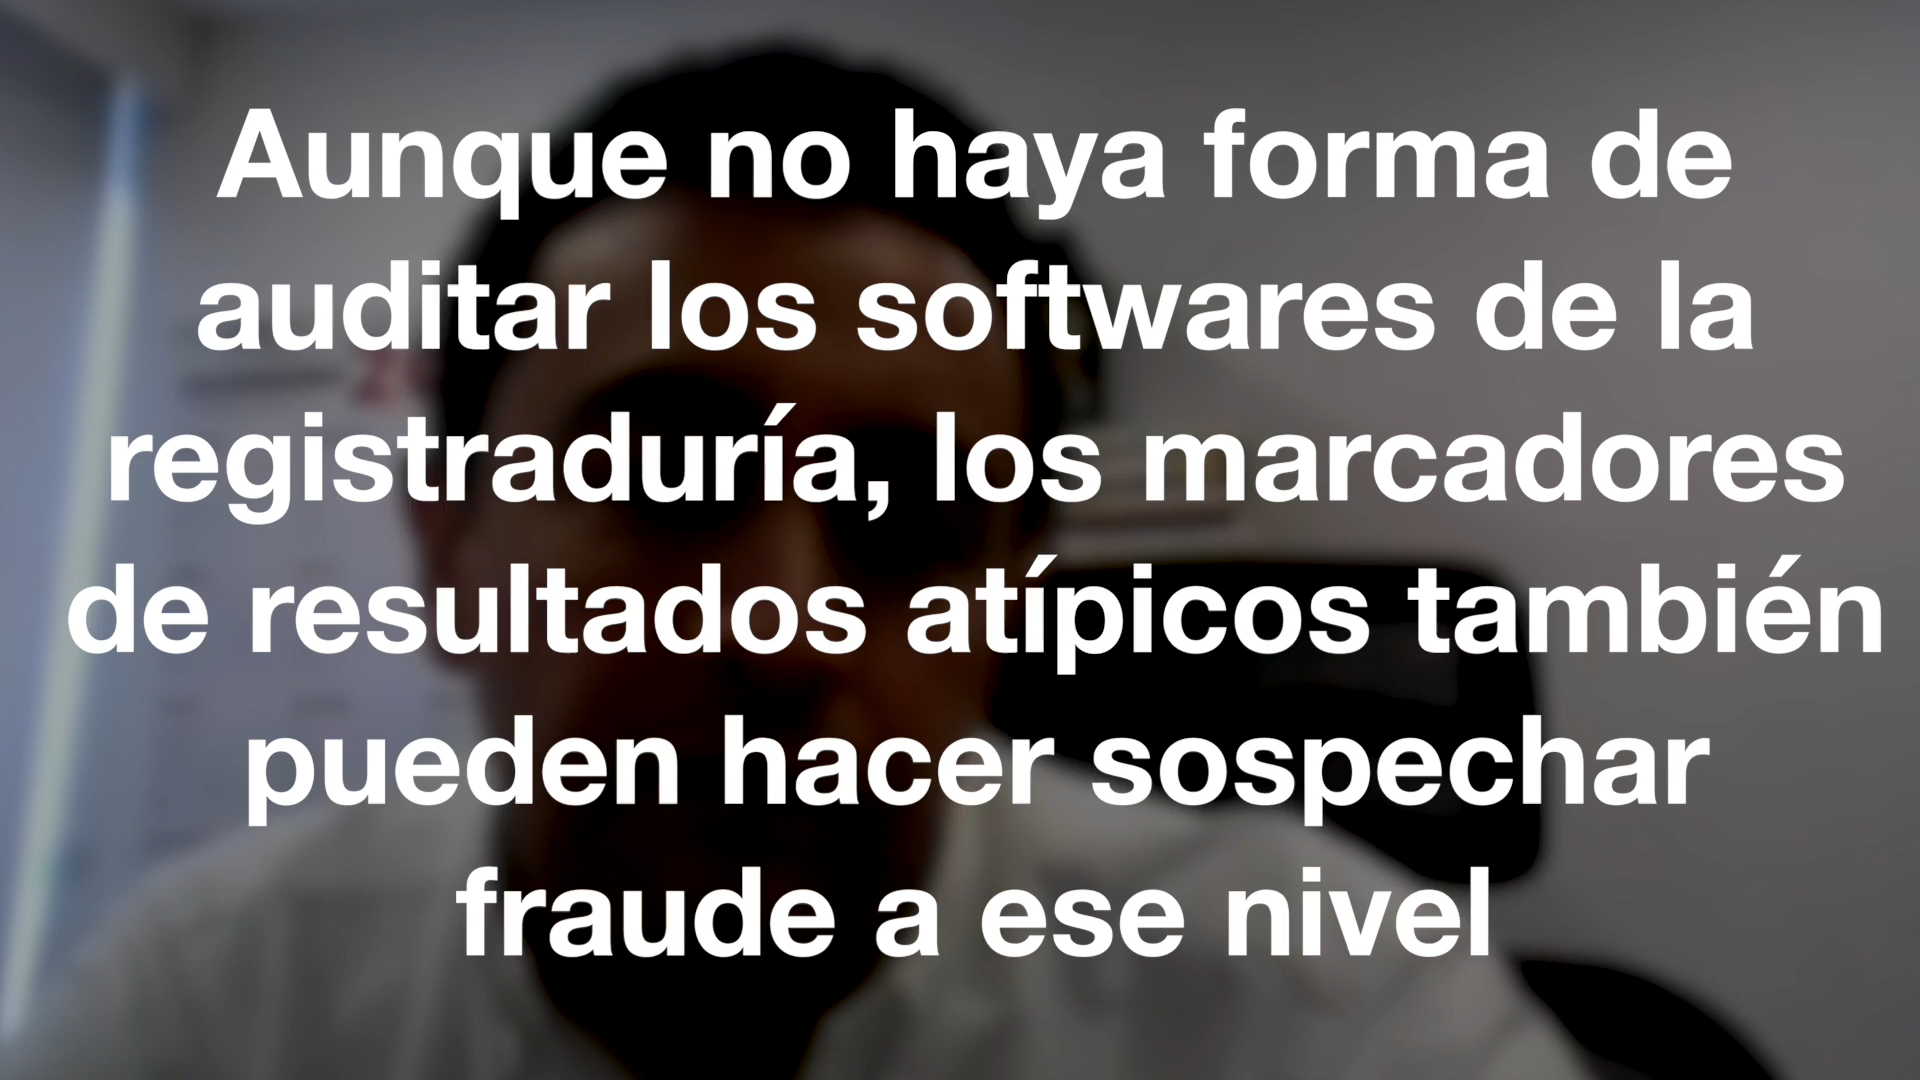 Aunque no haya forma de
auditar los softwares de la
registraduría, los marcadores
de resultados atípicos también
pueden hacer sospechar
fraude a ese nivel